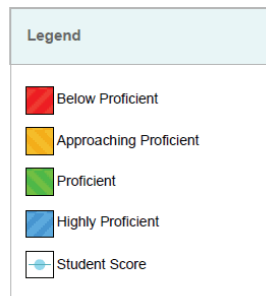 Legend
Below Proficient
Approaching Proficient
Proficient
Highly Proficient
Student Score